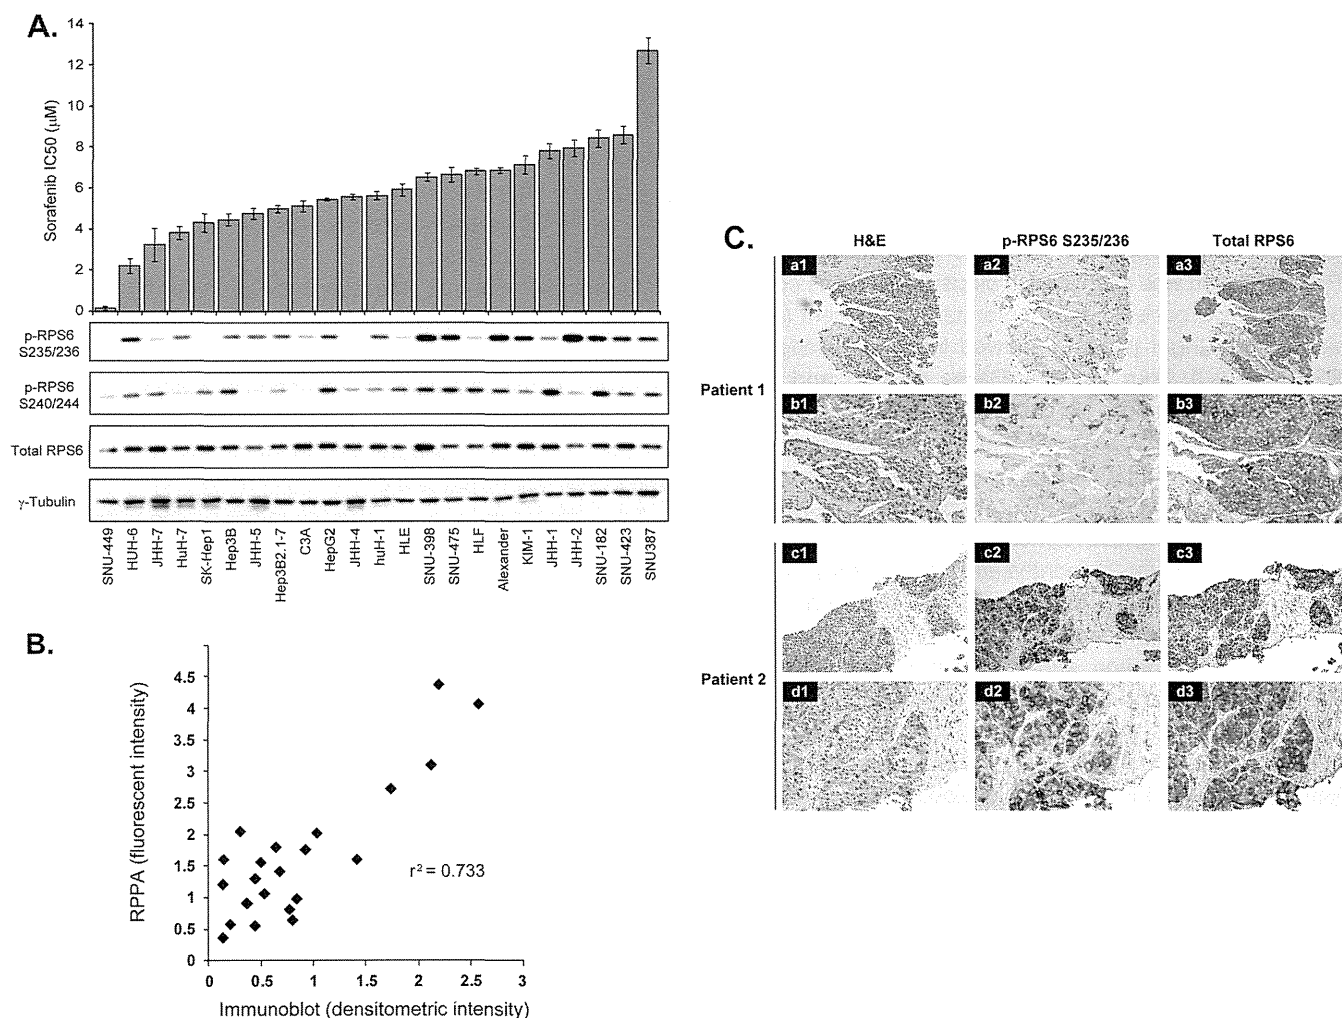 A.
Sorafenib IC50 (μM)
14
12
10
8
6
4
2
0
p-RPS6
S235/236
p-RPS6
S240/244
Total RPS6
γ-Tubulin
SNU-449
HUH-6
JHH-7
HuH-7
SK-Hep1
Hep3B
JHH-5
Hep3B2.1-7
C3A
HepG2
JHH-4
huH-1
HLE
SNU-398
SNU-475
HLF
Alexander
KIM-1
JHH-1
JHH-2
SNU-182
SNU-423
SNU387
B.
RPPA (fluorescent intensity)
4.5
4
3.5
3
2.5
2
1.5
1
0.5
0
r² = 0.733
0
0.5
1
1.5
2
2.5
3
Immunoblot (densitometric intensity)
C.
H&E
p-RPS6 S235/236
Total RPS6
Patient 1
a1
a2
a3
b1
b2
b3
Patient 2
c1
c2
c3
d1
d2
d3